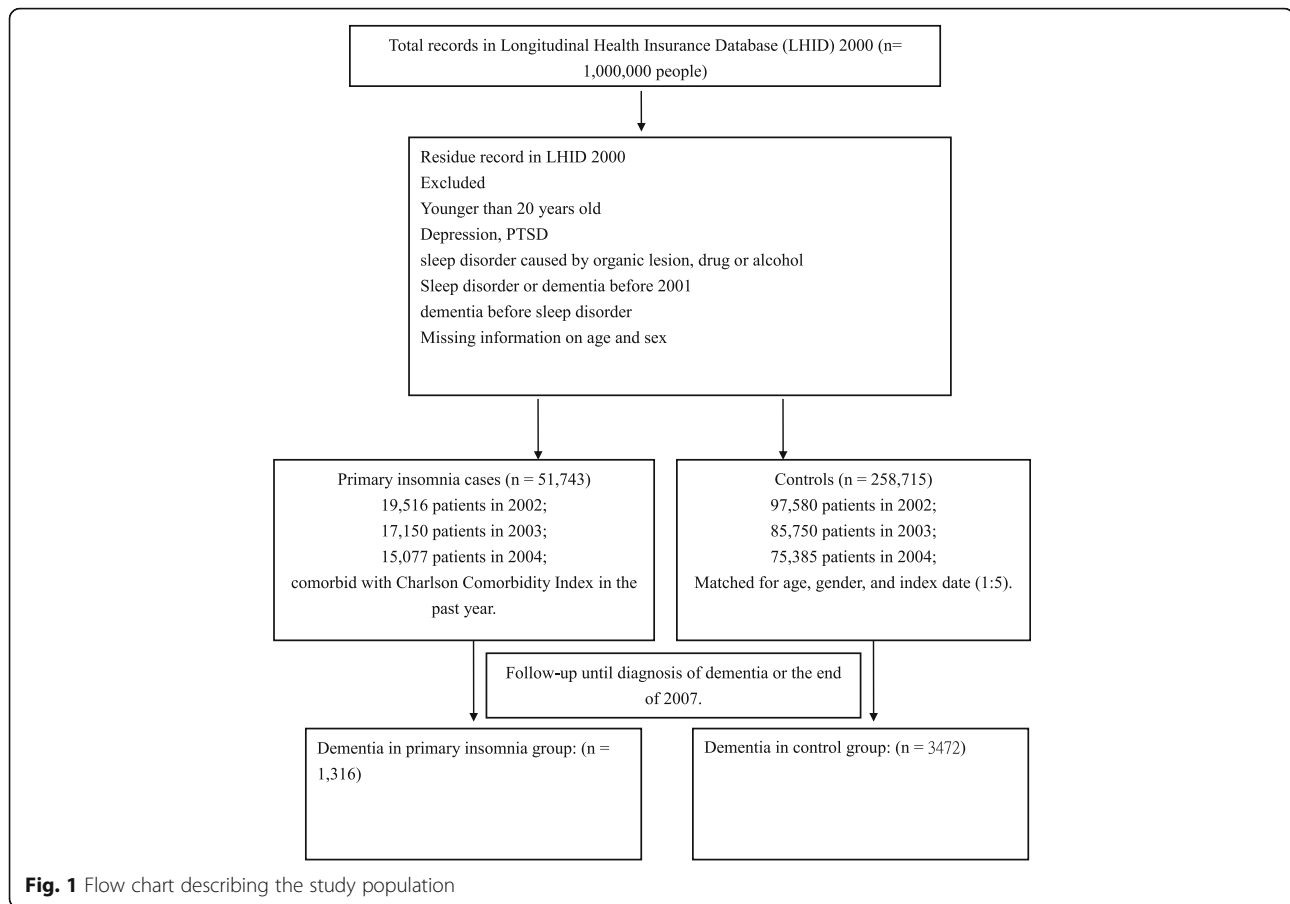 Total records in Longitudinal Health Insurance Database (LHID) 2000 (n=
1,000,000 people)
Residue record in LHID 2000
Excluded
Younger than 20 years old
Depression, PTSD
sleep disorder caused by organic lesion, drug or alcohol
Sleep disorder or dementia before 2001
dementia before sleep disorder
Missing information on age and sex
Primary insomnia cases (n = 51,743)
19,516 patients in 2002;
17,150 patients in 2003;
15,077 patients in 2004;
comorbid with Charlson Comorbidity Index in the
past year.
Controls (n = 258,715)
97,580 patients in 2002;
85,750 patients in 2003;
75,385 patients in 2004;
Matched for age, gender, and index date (1:5).
Follow-up until diagnosis of dementia or the end
of 2007.
Dementia in primary insomnia group: (n =
1,316)
Dementia in control group: (n = 3472)
Fig. 1 Flow chart describing the study population